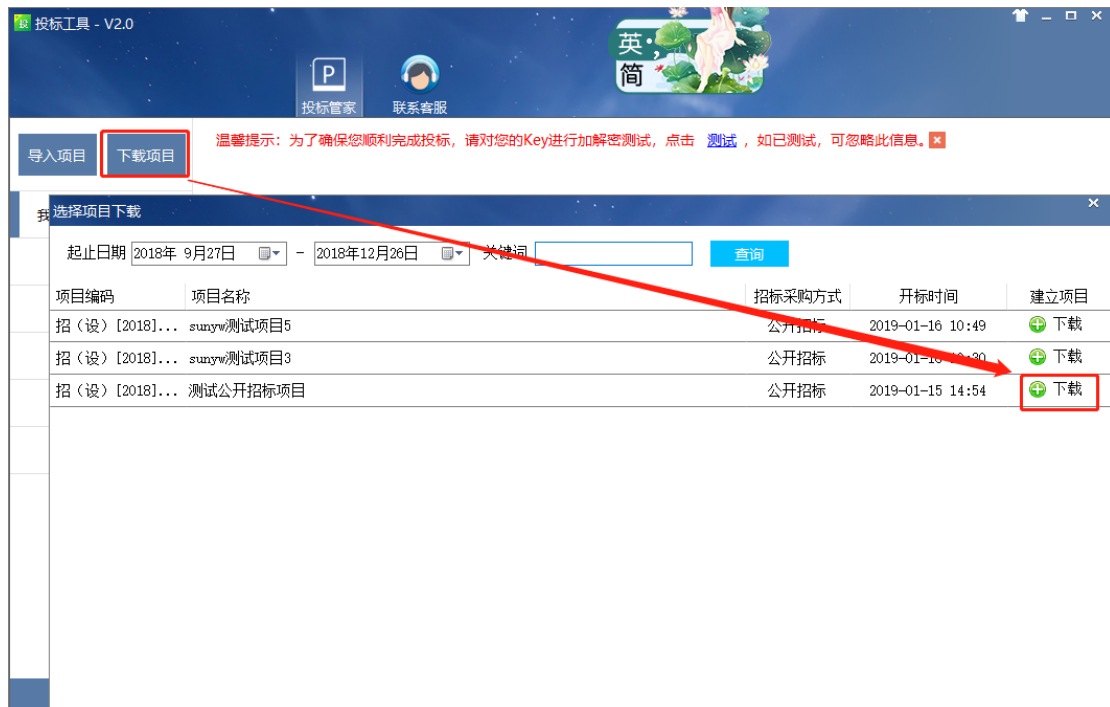 投标工具 - V2.0
英·,
简
投标管家
联系客服
导入项目
下载项目
温馨提示：为了确保您顺利完成投标，请对您的Key进行加解密测试，点击 测试 ，如已测试，可忽略此信息。
我
选择项目下载
起止日期 2018年 9月27日 - 2018年12月26日 关键词 查询
项目编码 项目名称 招标采购方式 开标时间 建立项目
招（设）[2018]... sunyw测试项目5 公开招标 2019-01-16 10:49 下载
招（设）[2018]... sunyw测试项目3 公开招标 下载
招（设）[2018]... 测试公开招标项目 公开招标 2019-01-15 14:54 下载